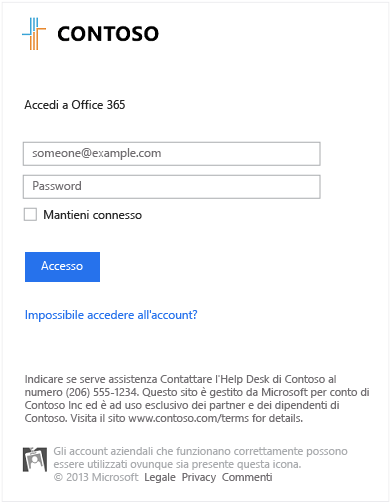 CONTOSO
Accedi a Office 365
someone@example.com
Password
Mantieni connesso
Accesso
Impossibile accedere all'account?
Indicare se serve assistenza Contattare l'Help Desk di Contoso al
numero (206) 555-1234. Questo sito è gestito da Microsoft per conto di
Contoso Inc ed è ad uso esclusivo dei partner e dei dipendenti di
Contoso. Visita il sito www.contoso.com/terms for details.
Gli account aziendali che funzionano correttamente possono
essere utilizzati ovunque sia presente questa icona.
© 2013 Microsoft Legale Privacy Commenti